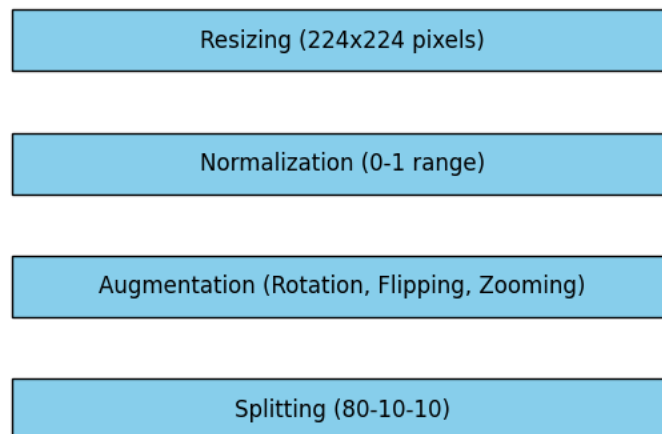 Resizing (224x224 pixels)
Normalization (0-1 range)
Augmentation (Rotation, Flipping, Zooming)
Splitting (80-10-10)